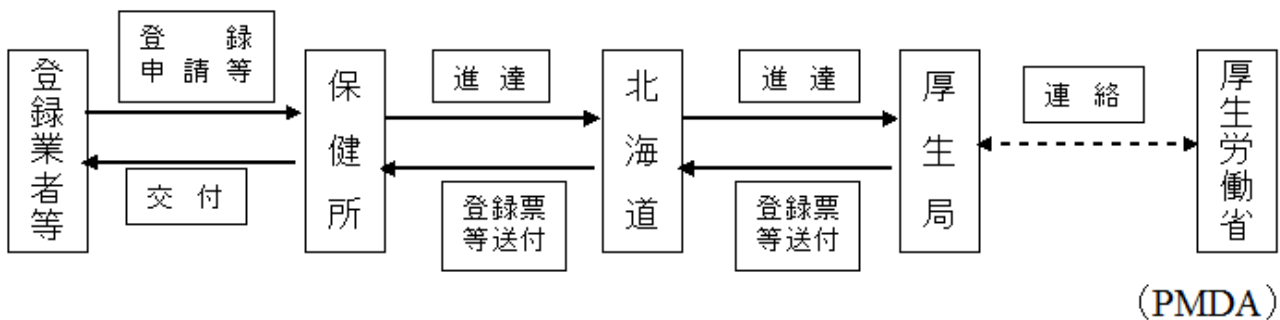 登録業者等
登　　録
申 請 等
交　付
保健所
進 達
登録票
等送付
北海道
進 達
登録票
等送付
厚生局
連 絡
厚生労働省
（PMDA）